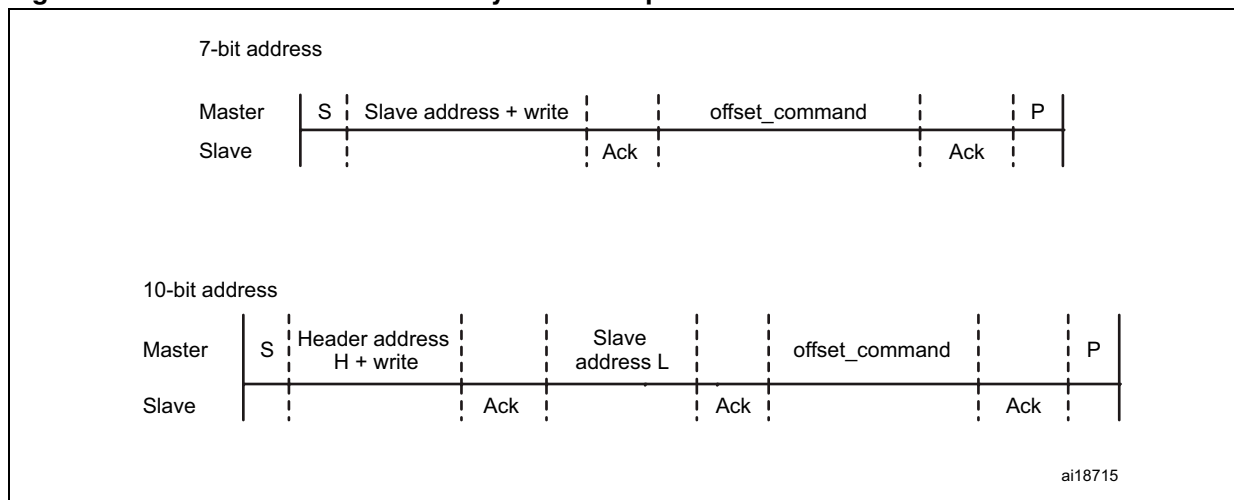 7-bit address
Master S Slave address + write offset_command P
Slave Ack Ack
10-bit address
Master S Header address H + write Slave address L offset_command P
Slave Ack Ack Ack
ai18715